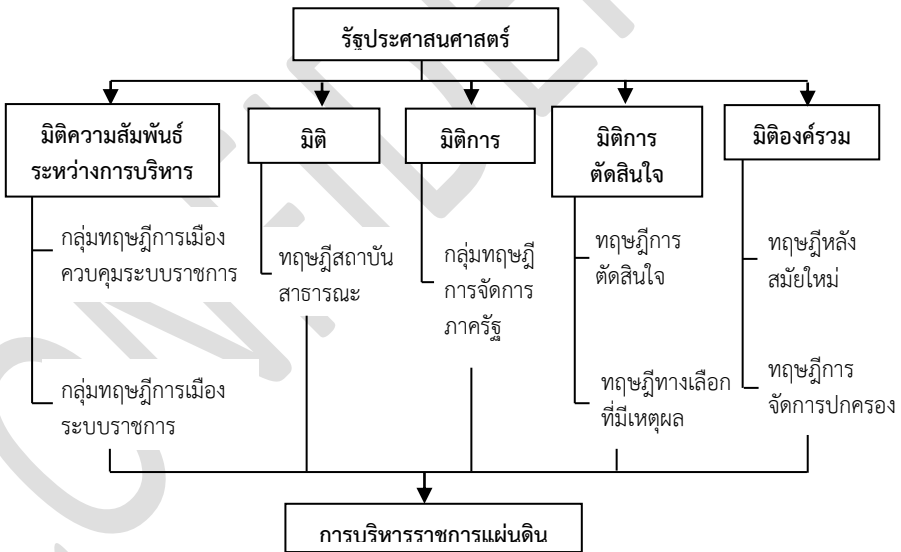 รัฐประศาสนศาสตร์
มิติความสัมพันธ์
ระหว่างการบริหาร
มิติ
มิติการ
มิติการ
ตัดสินใจ
มิติองค์รวม
กลุ่มทฤษฎีการเมือง
ควบคุมระบบราชการ
กลุ่มทฤษฎีการเมือง
ระบบราชการ
ทฤษฎีสถาบัน
สาธารณะ
กลุ่มทฤษฎี
การจัดการ
ภาครัฐ
ทฤษฎีการ
ตัดสินใจ
ทฤษฎีทางเลือก
ที่มีเหตุผล
ทฤษฎีหลัง
สมัยใหม่
ทฤษฎีการ
จัดการปกครอง
การบริหารราชการแผ่นดิน